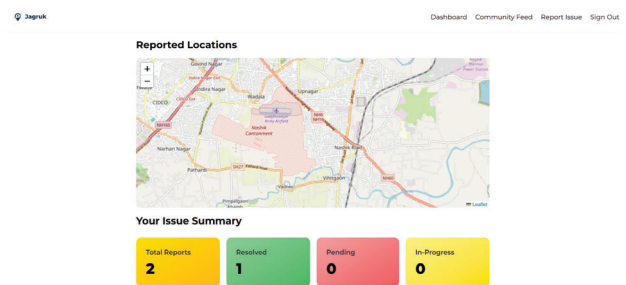 Jagruk
Dashboard Community Feed Report Issue Sign Out
Reported Locations
+
−
Govind Nagar
Indira Nagar
Wadala
Upnagar
CIDCO
Nashik
Cantonment
Narhari Nagar
Nashik Road
Pathardi
Vihitgaon
Pimpalgaon
Leaflet
Your Issue Summary
Total Reports Resolved Pending In-Progress
2 1 0 0